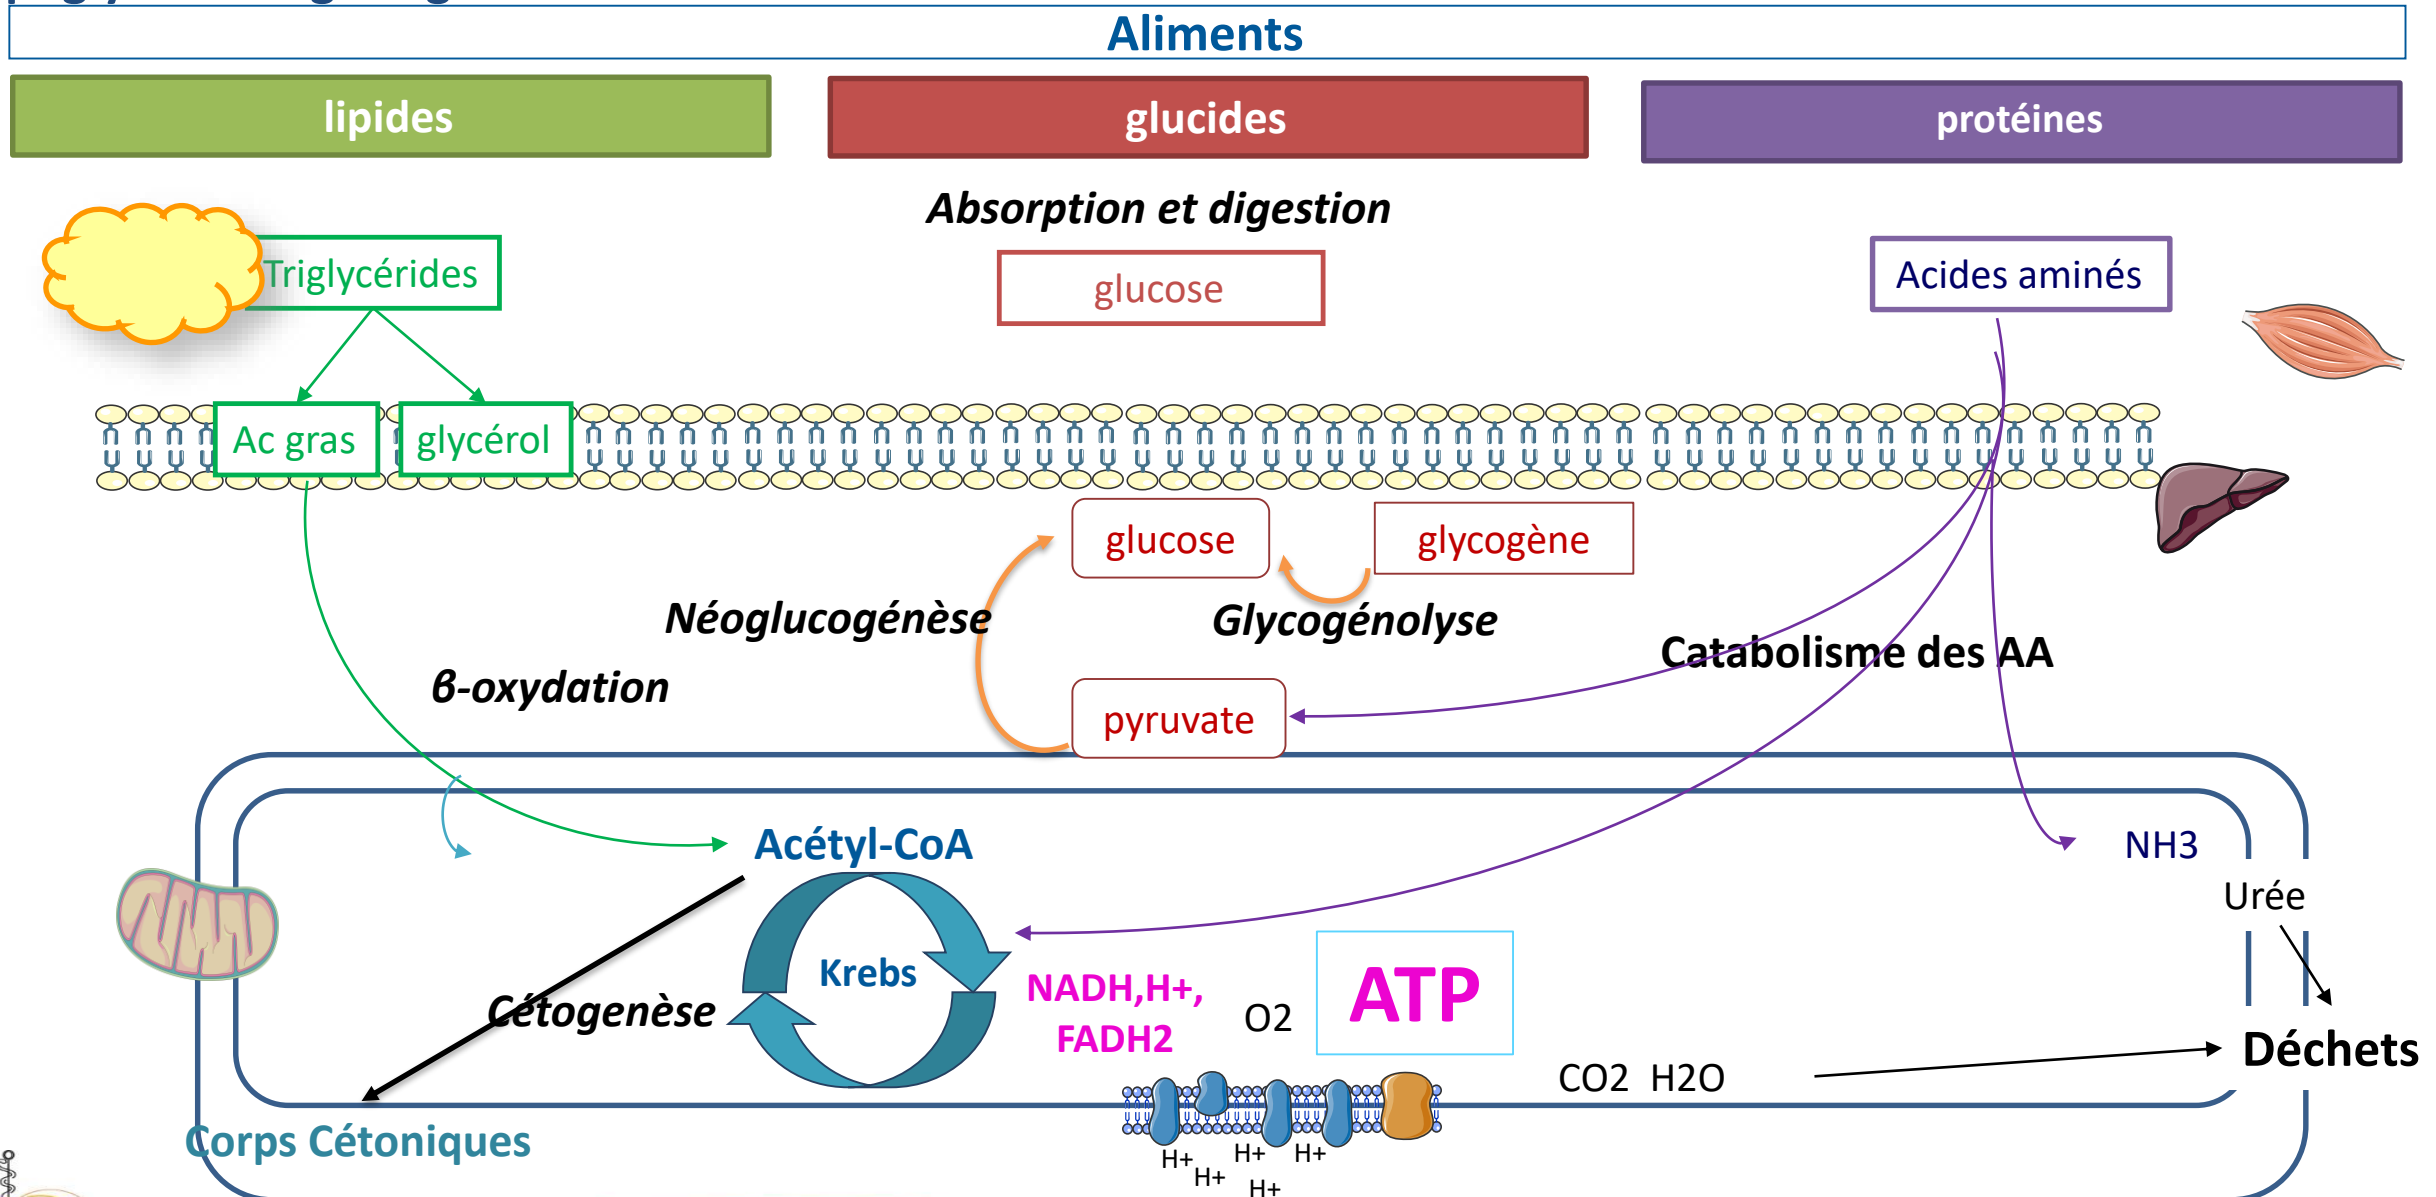 Aliments
lipides
glucides
protéines
Absorption et digestion
Triglycérides
glucose
Acides aminés
Ac gras
glycérol
glucose
glycogène
Néoglucogénèse
Glycogénolyse
Catabolisme des AA
β-oxydation
pyruvate
Acétyl-CoA
NH3
Urée
Krebs
NADH,H+,
FADH2
O2
ATP
Cétogenèse
CO2 H2O
Déchets
Corps Cétoniques
H+
H+
H+
H+
H+